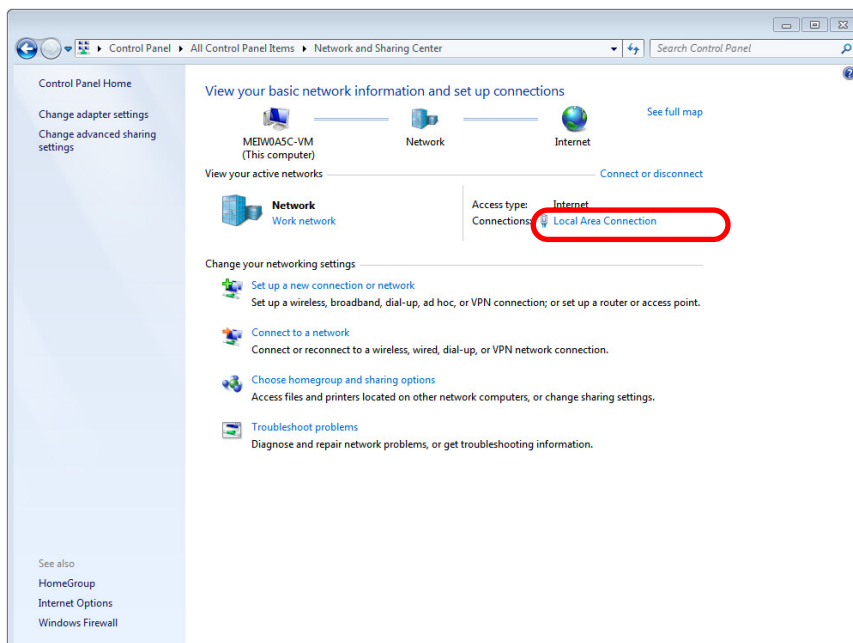 Control Panel ▸ All Control Panel Items ▸ Network and Sharing Center
Search Control Panel
Control Panel Home
Change adapter settings
Change advanced sharing
settings
View your basic network information and set up connections
See full map
MEIW0A5C-VM
(This computer)
Network
Internet
View your active networks
Connect or disconnect
Network
Work network
Access type: Internet
Connections: Local Area Connection
Change your networking settings
Set up a new connection or network
Set up a wireless, broadband, dial-up, ad hoc, or VPN connection; or set up a router or access point.
Connect to a network
Connect or reconnect to a wireless, wired, dial-up, or VPN network connection.
Choose homegroup and sharing options
Access files and printers located on other network computers, or change sharing settings.
Troubleshoot problems
Diagnose and repair network problems, or get troubleshooting information.
See also
HomeGroup
Internet Options
Windows Firewall